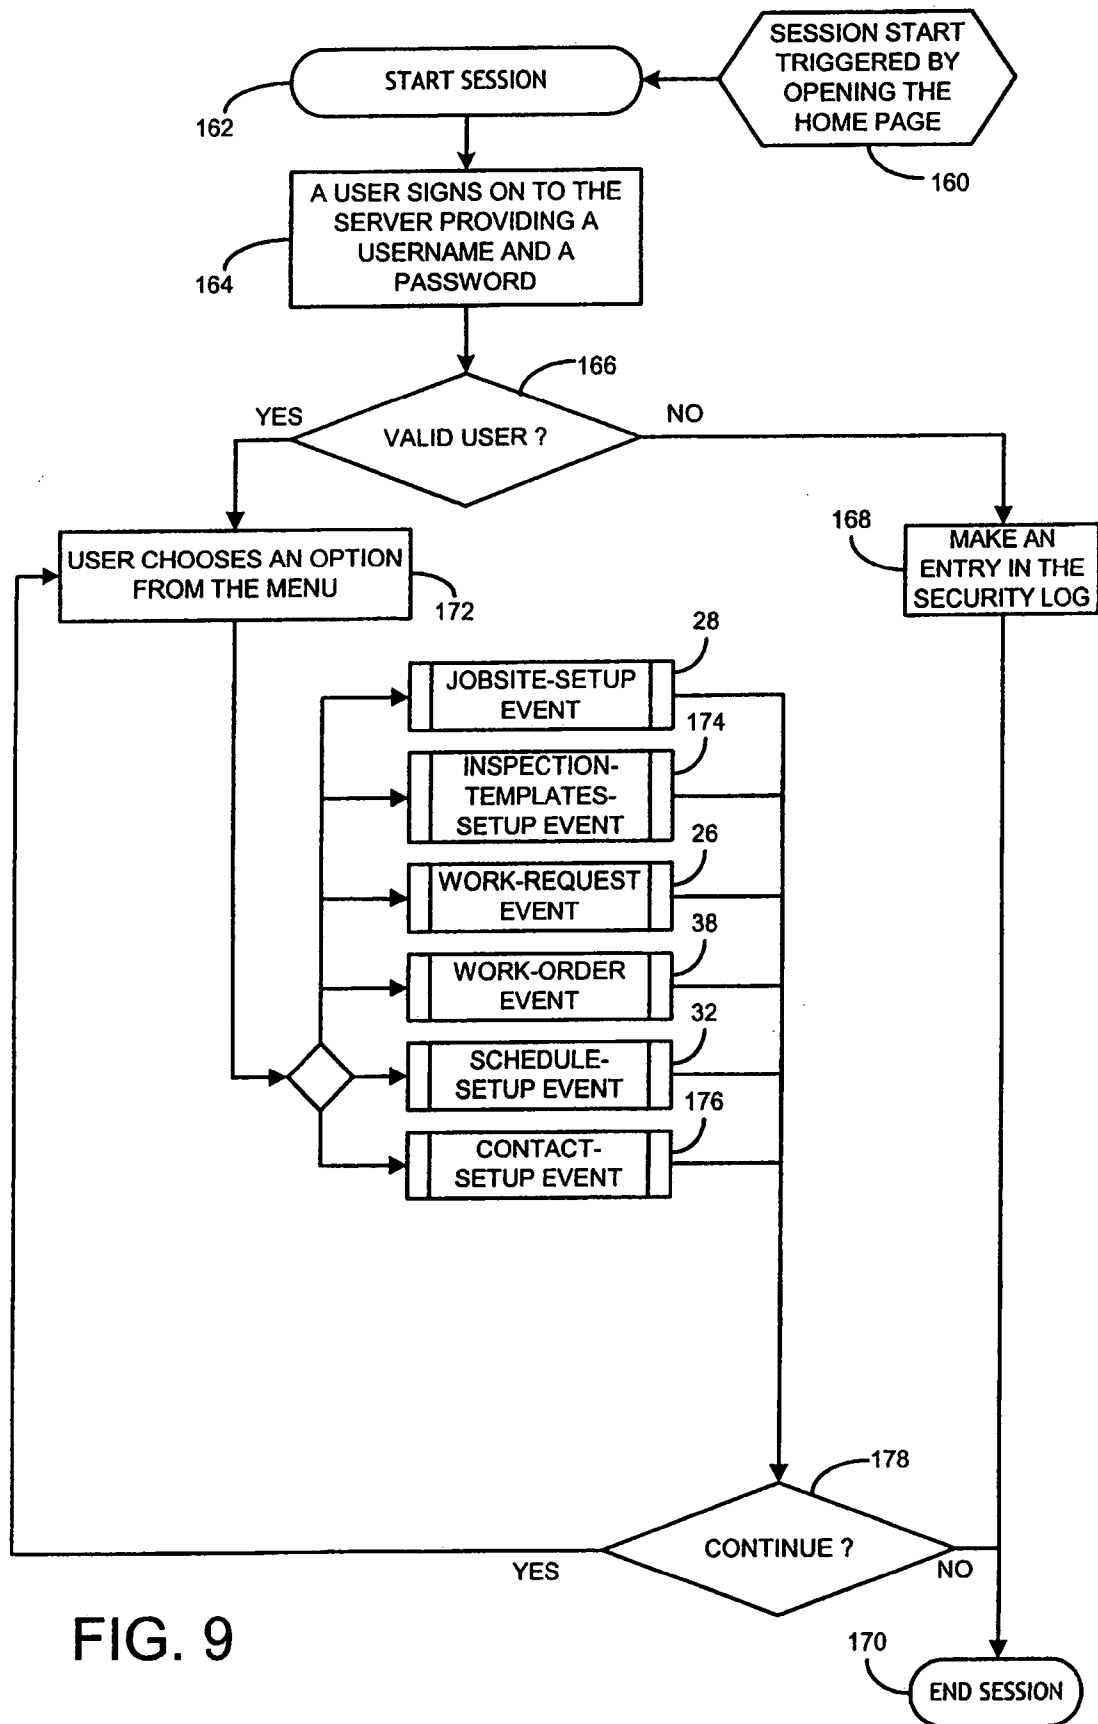 SESSION START
TRIGGERED BY
OPENING THE
HOME PAGE
START SESSION
162
160
A USER SIGNS ON TO THE
SERVER PROVIDING A
USERNAME AND A
PASSWORD
164
166
YES
NO
VALID USER ?
168
MAKE AN
ENTRY IN THE
SECURITY LOG
USER CHOOSES AN OPTION
FROM THE MENU
172
28
JOBSITE-SETUP
EVENT
174
INSPECTION-
TEMPLATES-
SETUP EVENT
26
WORK-REQUEST
EVENT
38
WORK-ORDER
EVENT
32
SCHEDULE-
SETUP EVENT
176
CONTACT-
SETUP EVENT
178
CONTINUE ?
YES
NO
FIG. 9
170
END SESSION